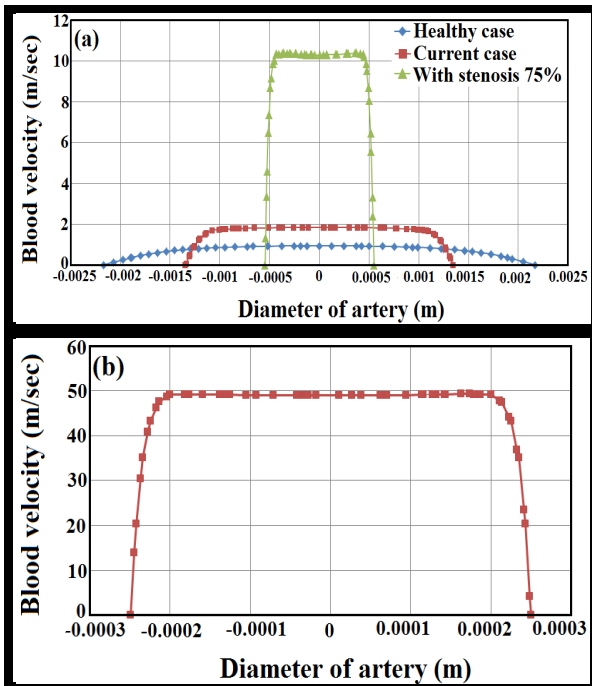 (a)
Healthy case
Current case
With stenosis 75%
Blood velocity (m/sec)
12
10
8
6
4
2
0
-0.0025 -0.002 -0.0015 -0.001 -0.0005 0 0.0005 0.001 0.0015 0.002 0.0025
Diameter of artery (m)
(b)
Blood velocity (m/sec)
60
50
40
30
20
10
0
-0.0003 -0.0002 -0.0001 0 0.0001 0.0002 0.0003
Diameter of artery (m)